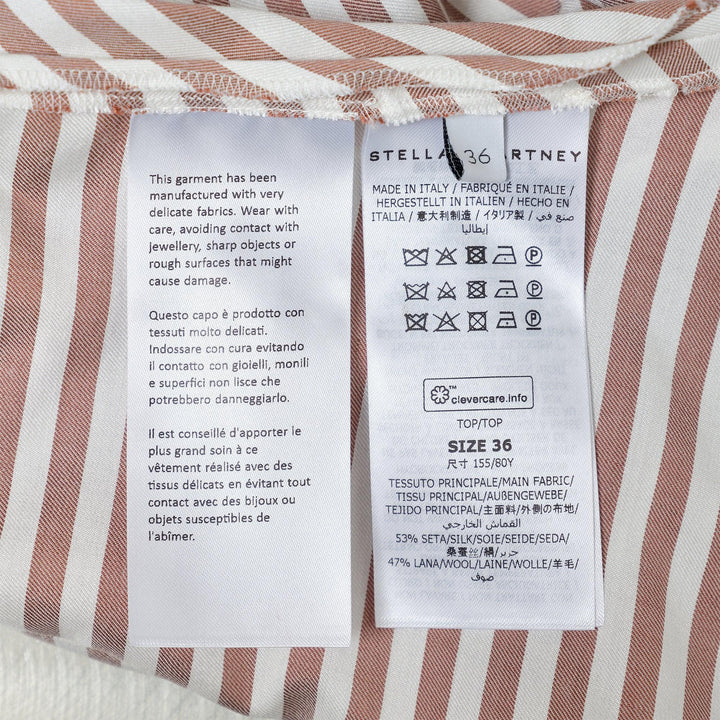 This garment has been
manufactured with very
delicate fabrics. Wear with
care, avoiding contact with
jewellery, sharp objects or
rough surfaces that might
cause damage.
Questo capo è prodotto con
tessuti molto delicati.
Indossare con cura evitando
il contatto con gioielli, monili
e superfici non lisce che
potrebbero danneggiarlo.
Il est conseillé d'apporter le
plus grand soin à ce
vêtement réalisé avec des
tissus délicats en évitant tout
contact avec des bijoux ou
objets susceptibles de
l'abîmer.
36
STELLA RTNEY
MADE IN ITALY / FABRIQUÉ EN ITALIE /
HERGESTELLT IN ITALIEN / HECHO EN
ITALIA / 意大利制造 / イタリア製 / صنع في
إيطاليا
P
P
P
clevercare.info™
TOP/TOP
SIZE 36
尺寸 155/80Y
TESSUTO PRINCIPALE/MAIN FABRIC/
TISSU PRINCIPAL/AUßENGEWEBE/
TEJIDO PRINCIPAL/主面料/外側の布地/
القماش الخارجي
53% SETA/SILK/SOIE/SEIDE/SEDA/
桑蚕丝/絹/حرير
47% LANA/WOOL/LAINE/WOLLE/羊毛/
صوف